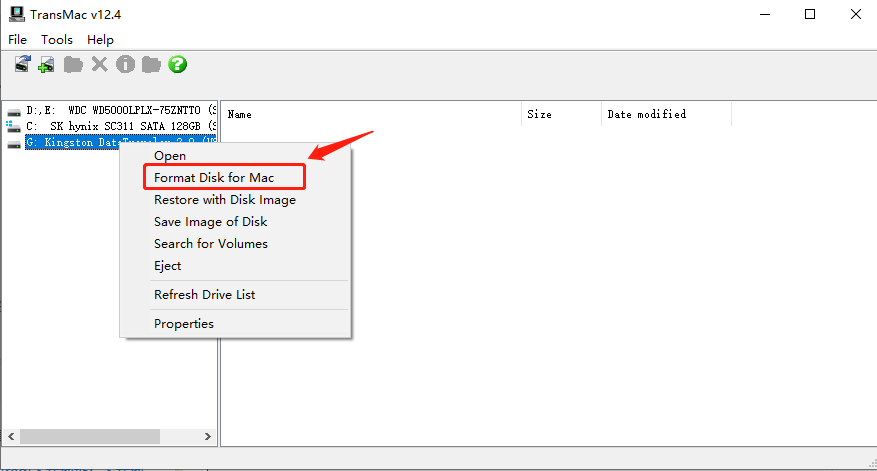 TransMac v12.4
File Tools Help
D:,E: WDC WD5000LPLX-75ZNTT0 (S
C: SK hynix SC311 SATA 128GB (S
G: Kingston DataTraveler 2.0 (US
Name Size Date modified
Open
Format Disk for Mac
Restore with Disk Image
Save Image of Disk
Search for Volumes
Eject
Refresh Drive List
Properties